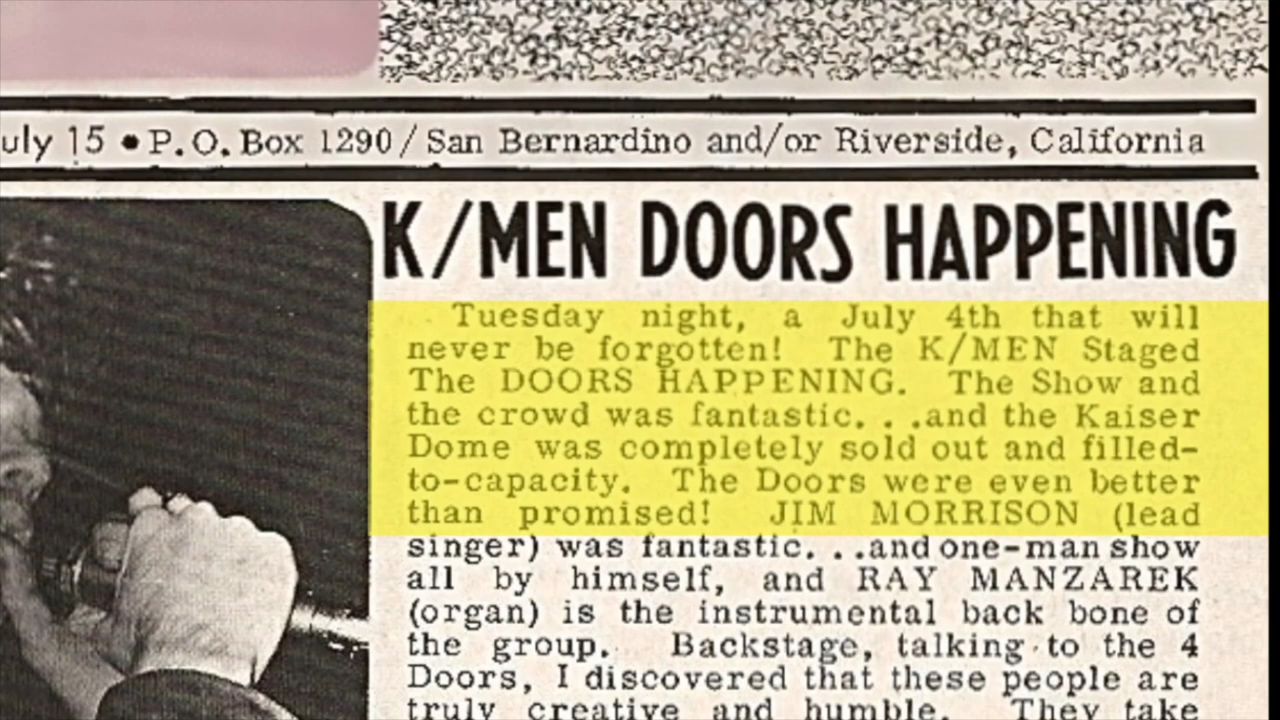 July 15 • P.O. Box 1290/San Bernardino and/or Riverside, California
K/MEN DOORS HAPPENING
Tuesday night, a July 4th that will
never be forgotten! The K/MEN Staged
The DOORS HAPPENING. The Show and
the crowd was fantastic. . .and the Kaiser
Dome was completely sold out and filled-
to-capacity. The Doors were even better
than promised! JIM MORRISON (lead
singer) was fantastic. . .and one-man show
all by himself, and RAY MANZAREK
(organ) is the instrumental back bone of
the group. Backstage, talking to the 4
Doors, I discovered that these people are
truly creative and humble. They take